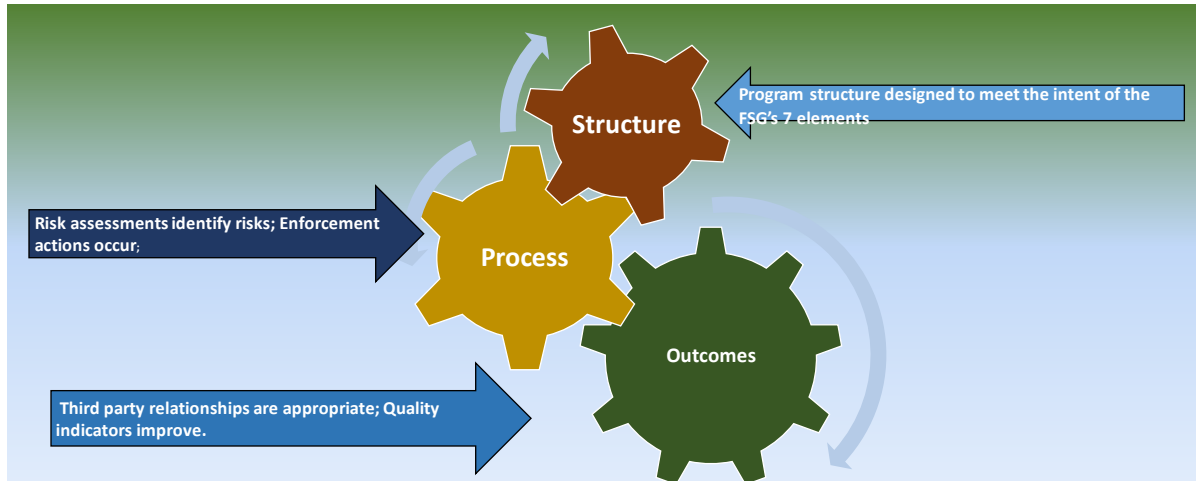 Structure
Program structure designed to meet the intent of the
FSG's 7 elements
Risk assessments identify risks; Enforcement
actions occur;
Process
Outcomes
Third party relationships are appropriate; Quality
indicators improve.